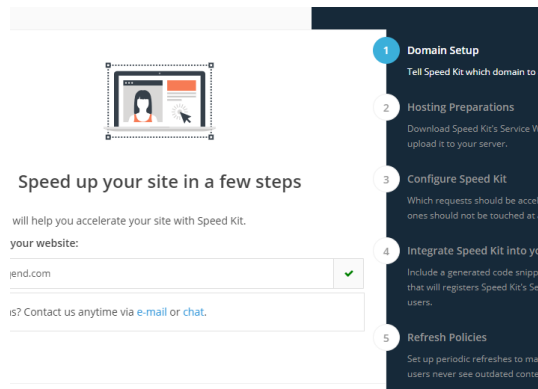 Speed up your site in a few steps
will help you accelerate your site with Speed Kit.
your website:
gend.com
us? Contact us anytime via e-mail or chat.
1 Domain Setup
Tell Speed Kit which domain to
2 Hosting Preparations
Download Speed Kit's Service W
upload it to your server.
3 Configure Speed Kit
Which requests should be accel
ones should not be touched at a
4 Integrate Speed Kit into yo
Include a generated code snipp
that will registers Speed Kit's Se
users.
5 Refresh Policies
Set up periodic refreshes to ma
users never see outdated conte